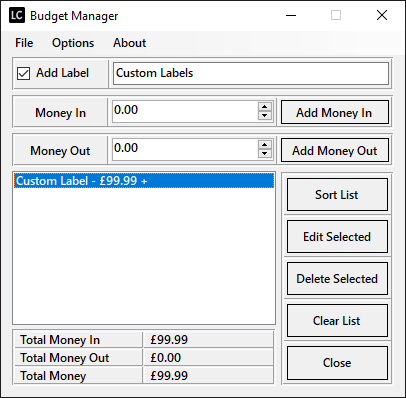 LC Budget Manager
File Options About
Add Label Custom Labels
Money In 0.00 Add Money In
Money Out 0.00 Add Money Out
Custom Label - £99.99 +
Sort List
Edit Selected
Delete Selected
Clear List
Close
Total Money In £99.99
Total Money Out £0.00
Total Money £99.99